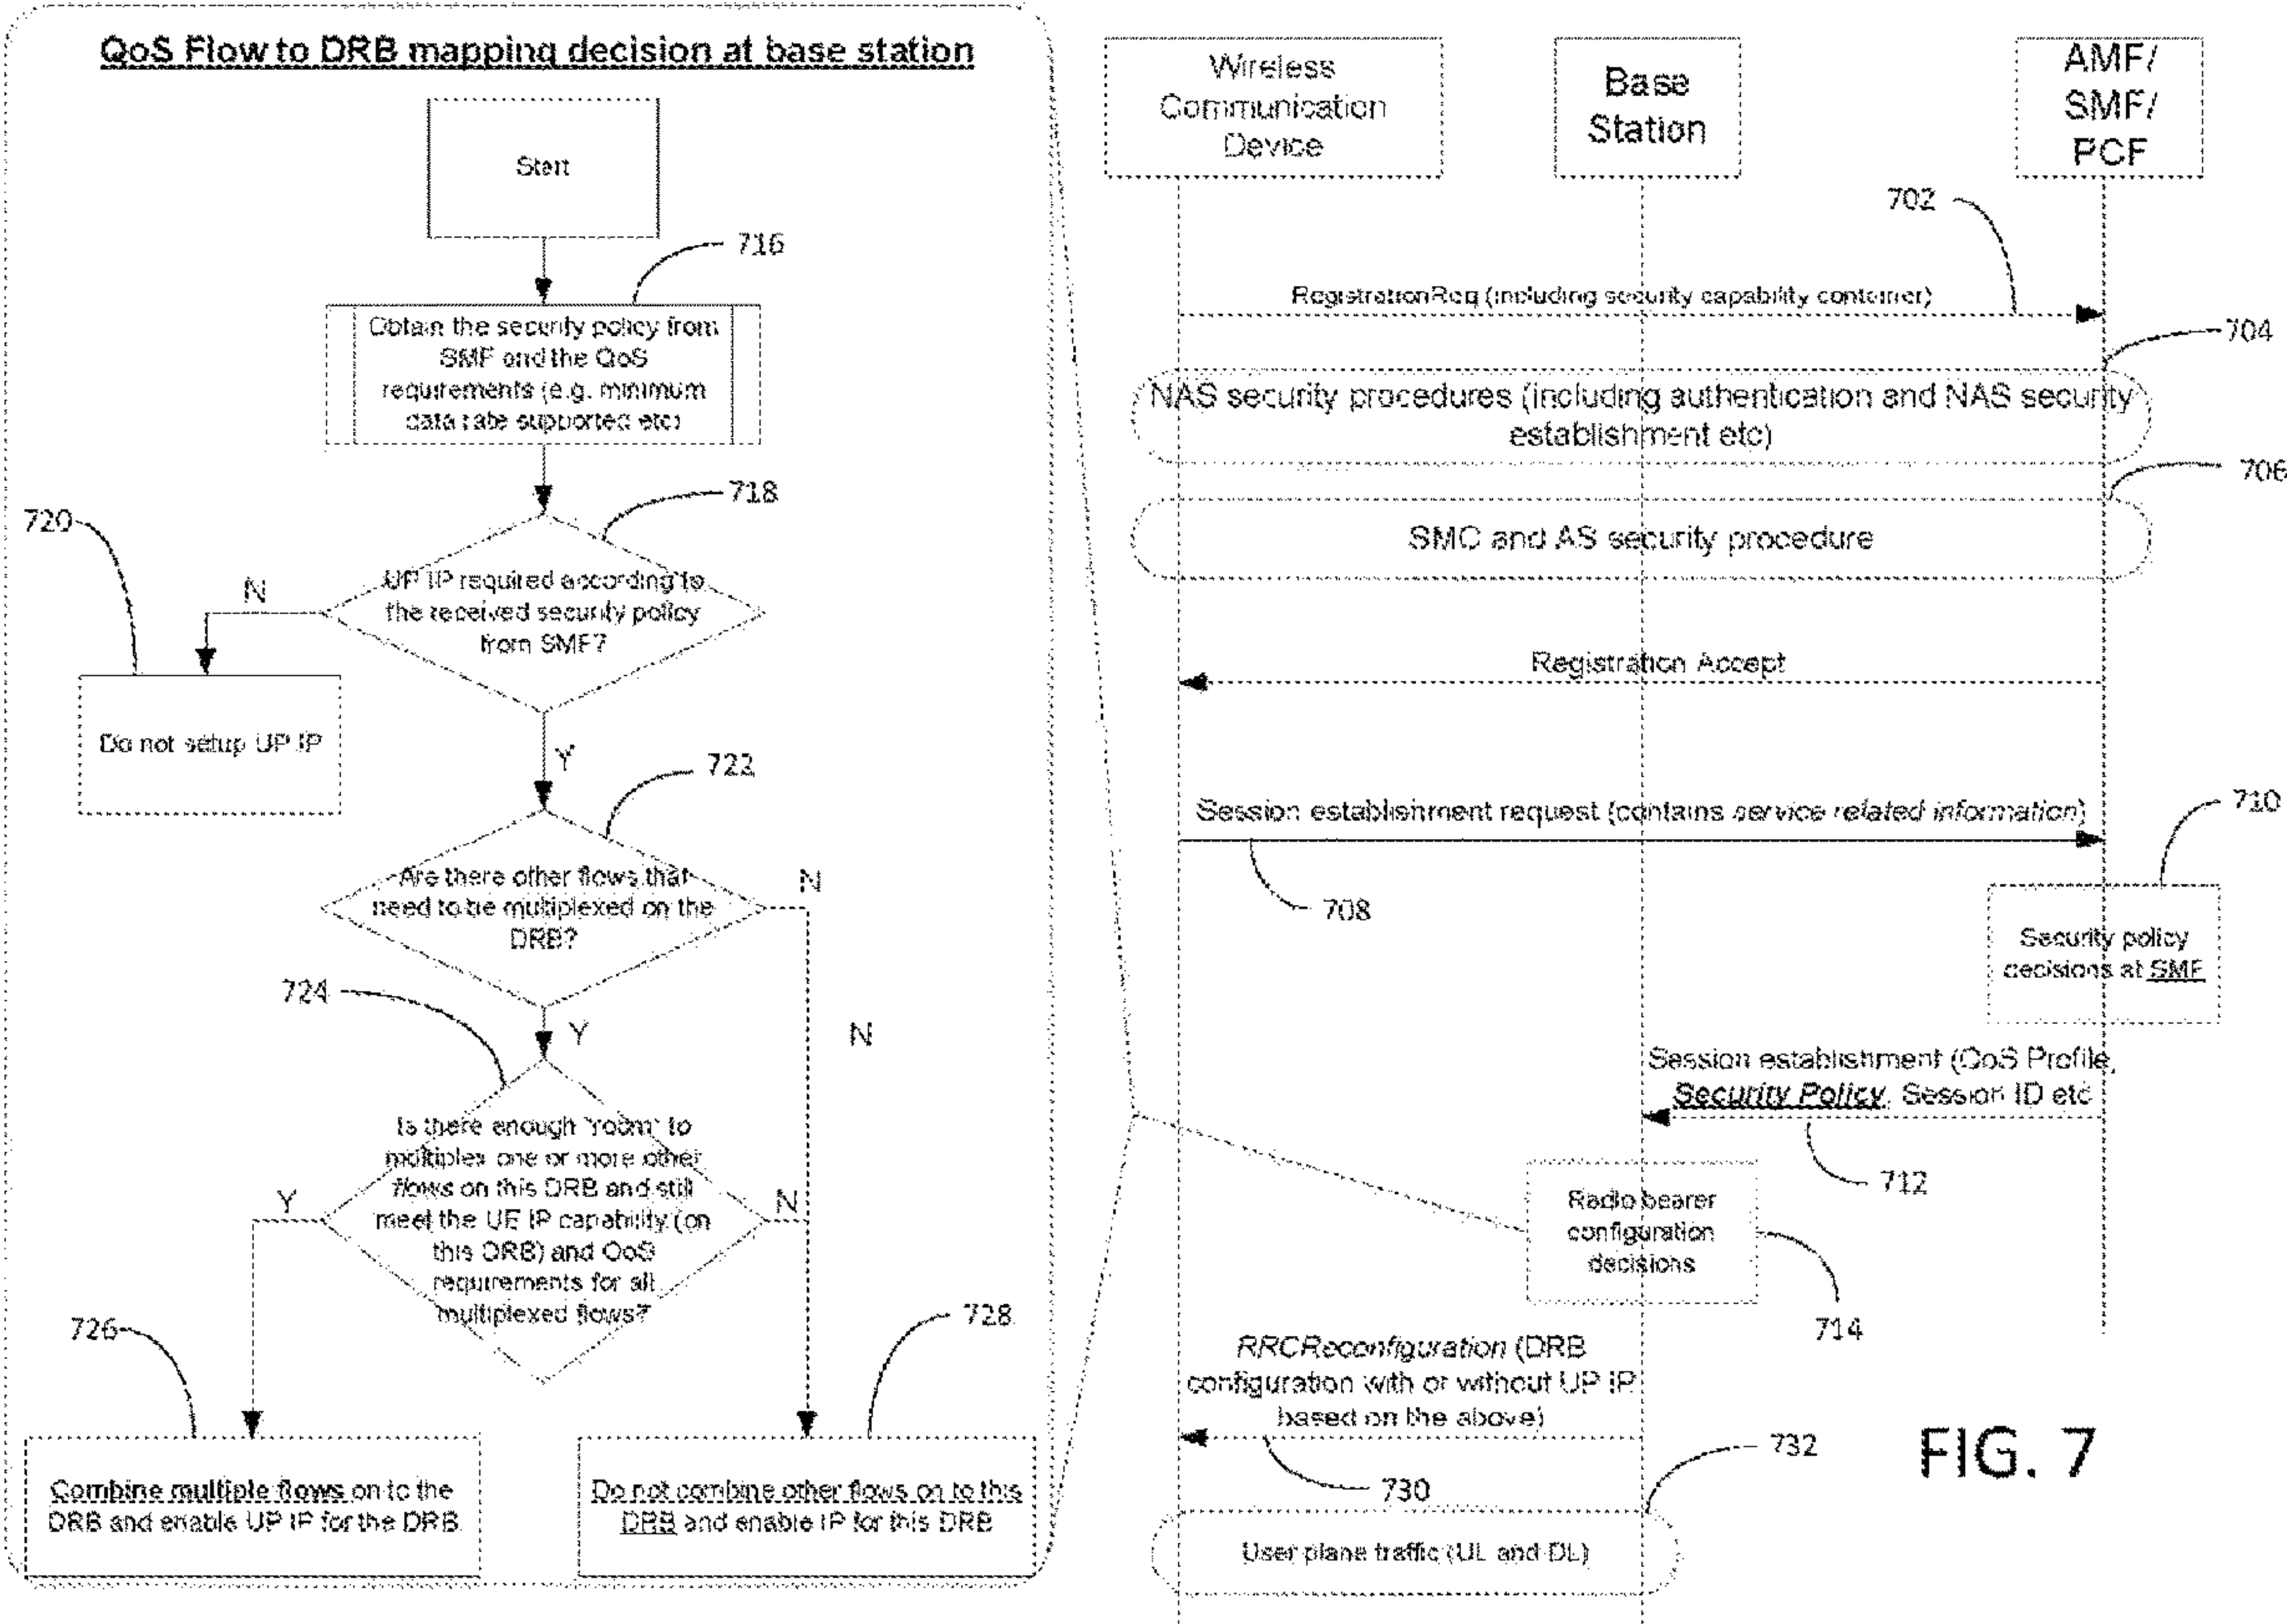 QoS Flow to DRB mapping decision at base station
Start
716
Obtain the security policy from
SMF and the QoS
requirements (e.g. minimum
data rate supported etc)
718
720
UP IP required according to
the received security policy
from SMF?
N
Do not setup UP IP
Y
722
Are there other flows that
need to be multiplexed on the
DRB?
N
724
Y
N
Is there enough 'room' to
multiplex one or more other
flows on this DRB and still
meet the UE IP capability (on
this DRB) and QoS
requirements for all
multiplexed flows?
Y
N
726
728
Combine multiple flows on to the
DRB and enable UP IP for the DRB
Do not combine other flows on to this
DRB and enable IP for this DRB
Wireless
Communication
Device
Base
Station
AMF/
SMF/
PCF
702
RegistrationReq (including security capability container)
704
NAS security procedures (including authentication and NAS security
establishment etc)
706
SMC and AS security procedure
Registration Accept
Session establishment request (contains service related information)
708
710
Security policy
decisions at SMF
Session establishment (QoS Profile,
Security Policy, Session ID etc
712
Radio bearer
configuration
decisions
714
RRCReconfiguration (DRB
configuration with or without UP IP
based on the above)
730
732
User plane traffic (UL and DL)
FIG. 7